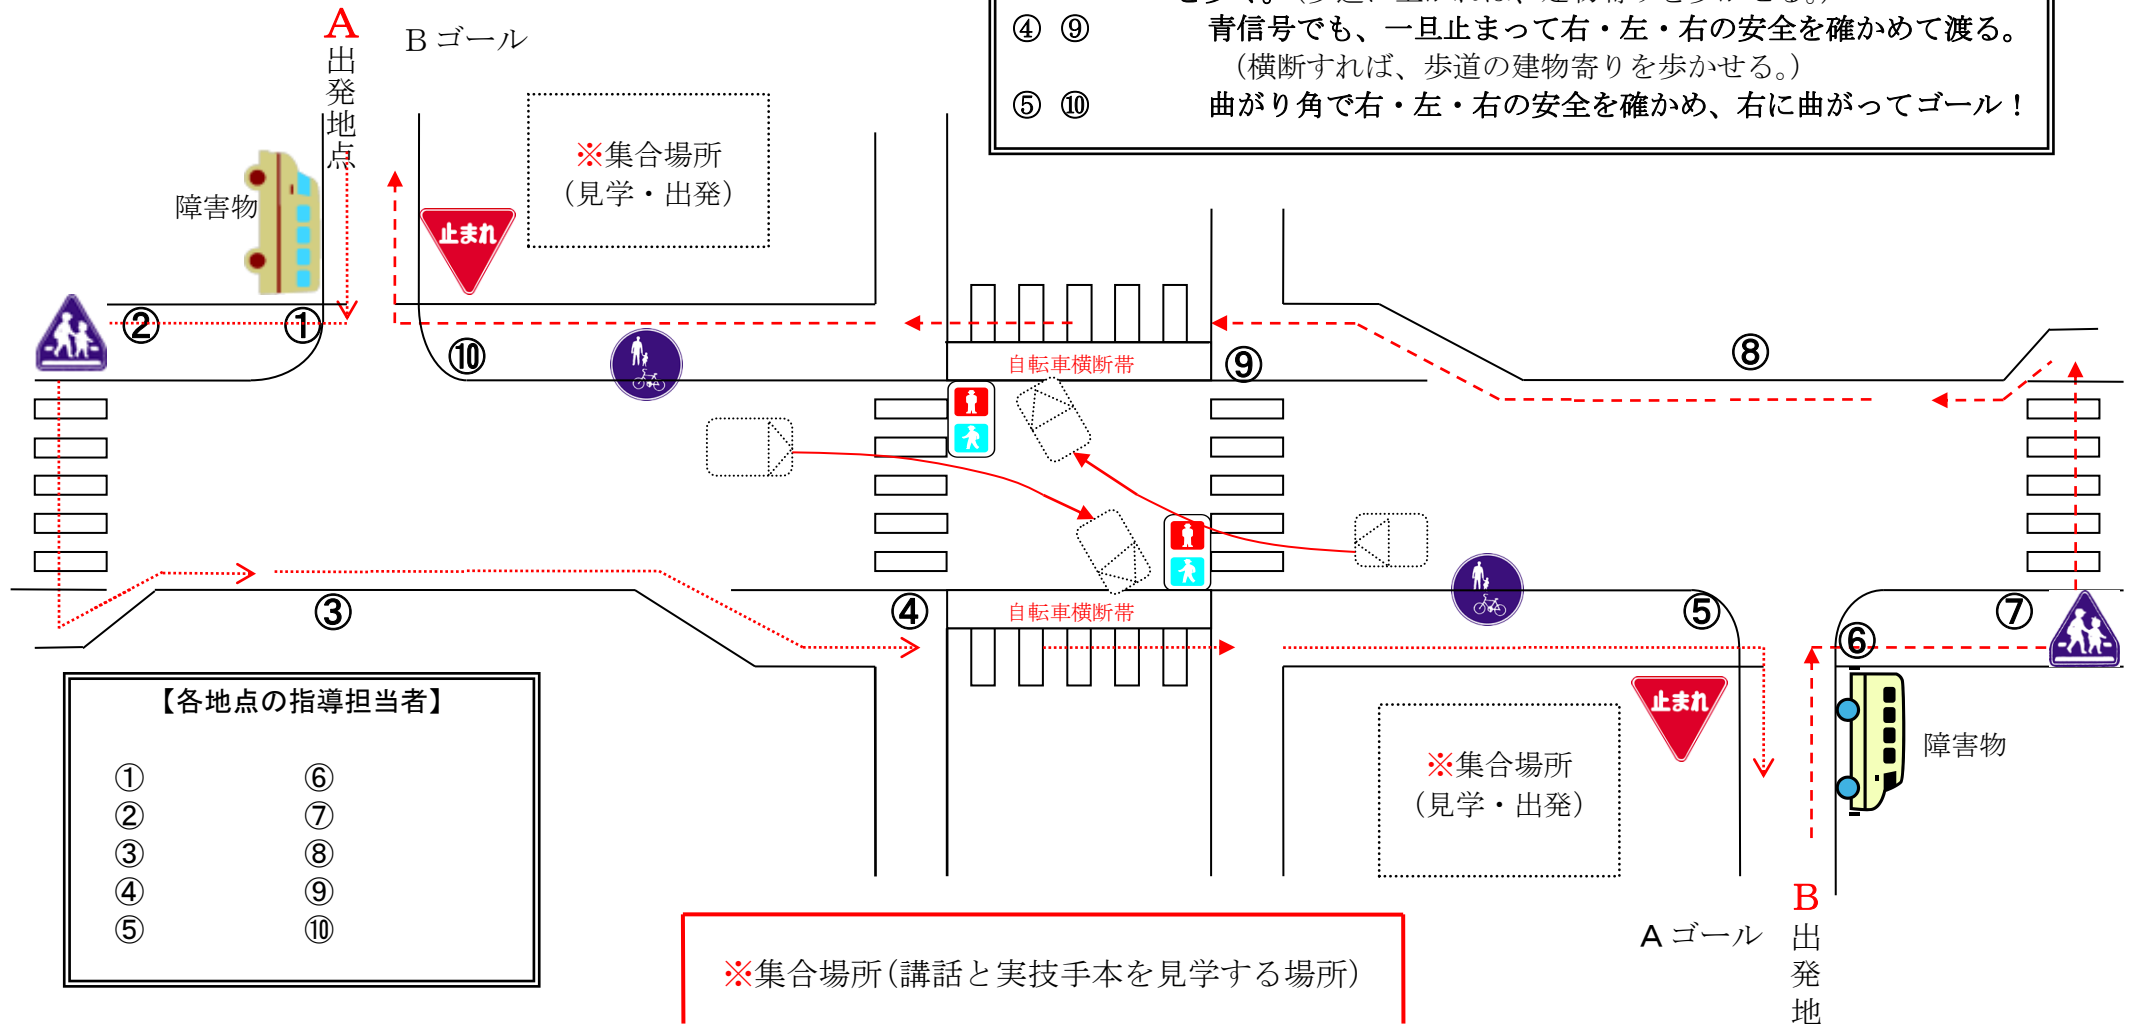 ④ ⑨ 青信号でも、一旦止まって右・左・右の安全を確かめて渡る。
（横断すれば、歩道の建物寄りを歩かせる。）
⑤ ⑩ 曲がり角で右・左・右の安全を確かめ、右に曲がってゴール！
A
出発地点
Bゴール
※集合場所
（見学・出発）
障害物
止まれ
②
①
⑩
自転車横断帯
⑨
⑧
③
④
自転車横断帯
⑤
⑦
⑥
止まれ
※集合場所
（見学・出発）
障害物
【各地点の指導担当者】
① ⑥
② ⑦
③ ⑧
④ ⑨
⑤ ⑩
Aゴール
B
出発地
※集合場所（講話と実技手本を見学する場所）